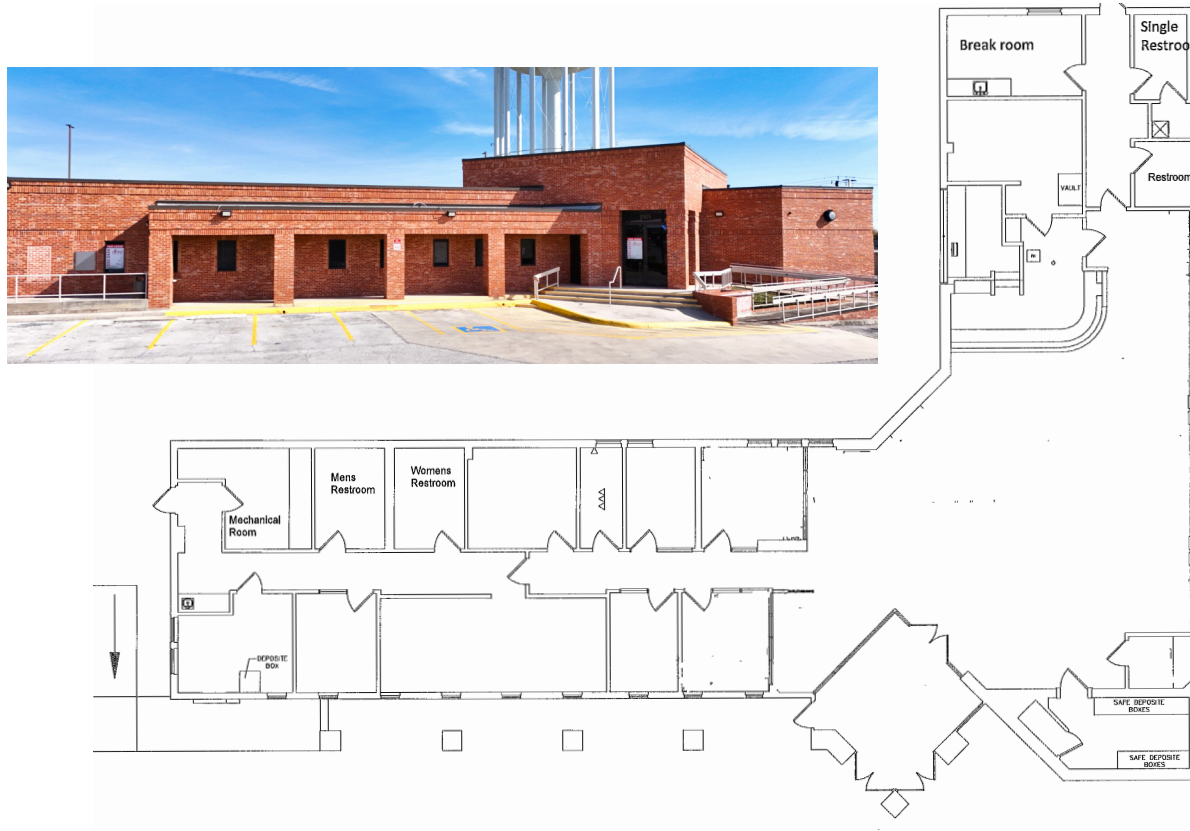 Break room
Single
Restroo
VAULT
Restroom
Mens
Restroom
Womens
Restroom
Mechanical
Room
DEPOSITE
BOX
SAFE DEPOSITE
BOXES
SAFE DEPOSITE
BOXES